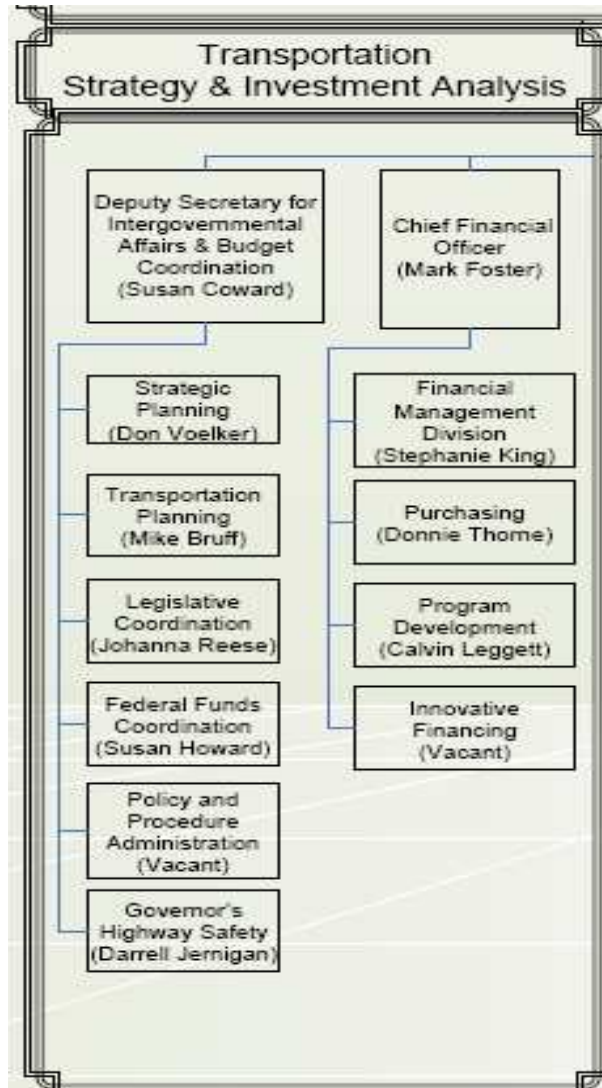 Transportation
Strategy & Investment Analysis
Deputy Secretary for
Intergovernmental
Affairs & Budget
Coordination
(Susan Coward)
Strategic
Planning
(Don Voelker)
Transportation
Planning
(Mike Bruff)
Legislative
Coordination
(Johanna Reese)
Federal Funds
Coordination
(Susan Howard)
Policy and
Procedure
Administration
(Vacant)
Governor's
Highway Safety
(Darrell Jernigan)
Chief Financial
Officer
(Mark Foster)
Financial
Management
Division
(Stephanie King)
Purchasing
(Donnie Thorne)
Program
Development
(Calvin Leggett)
Innovative
Financing
(Vacant)